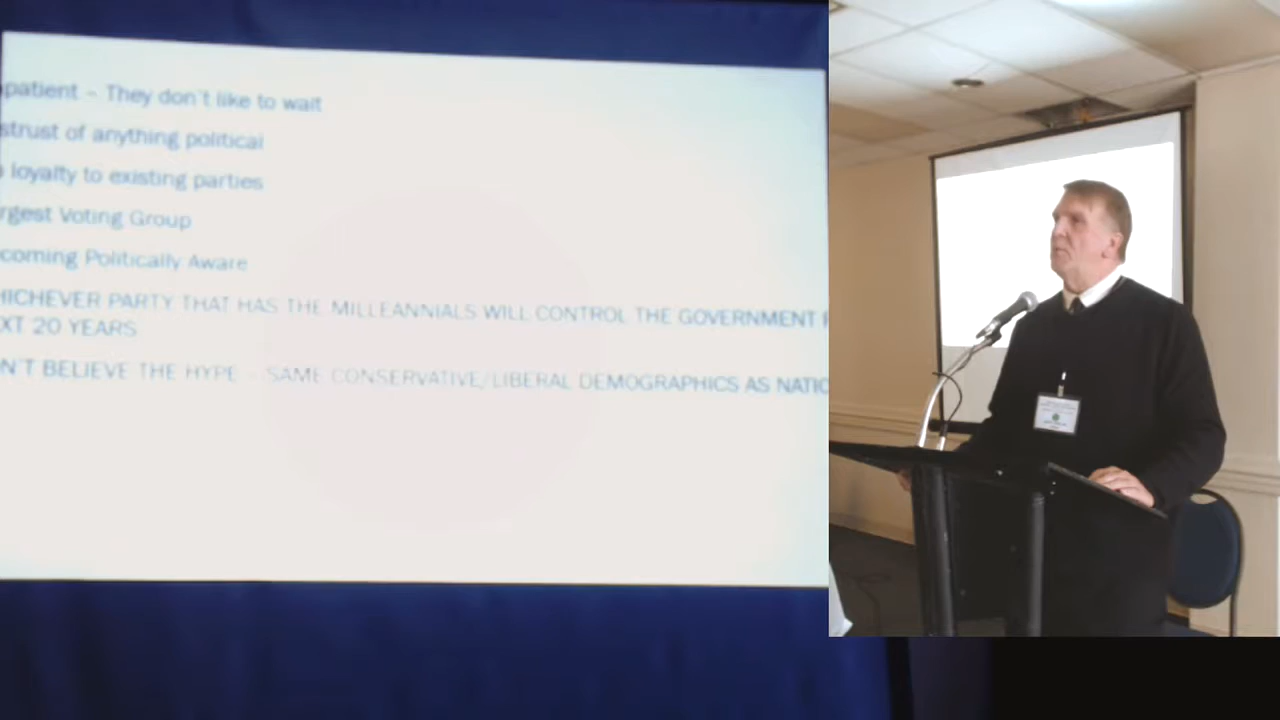 patient – They don't like to wait
strust of anything political
loyalty to existing parties
rgest Voting Group
coming Politically Aware
HICHEVER PARTY THAT HAS THE MILLEANNIALS WILL CONTROL THE GOVERNMENT
XT 20 YEARS
N'T BELIEVE THE HYPE – SAME CONSERVATIVE/LIBERAL DEMOGRAPHICS AS NATIO